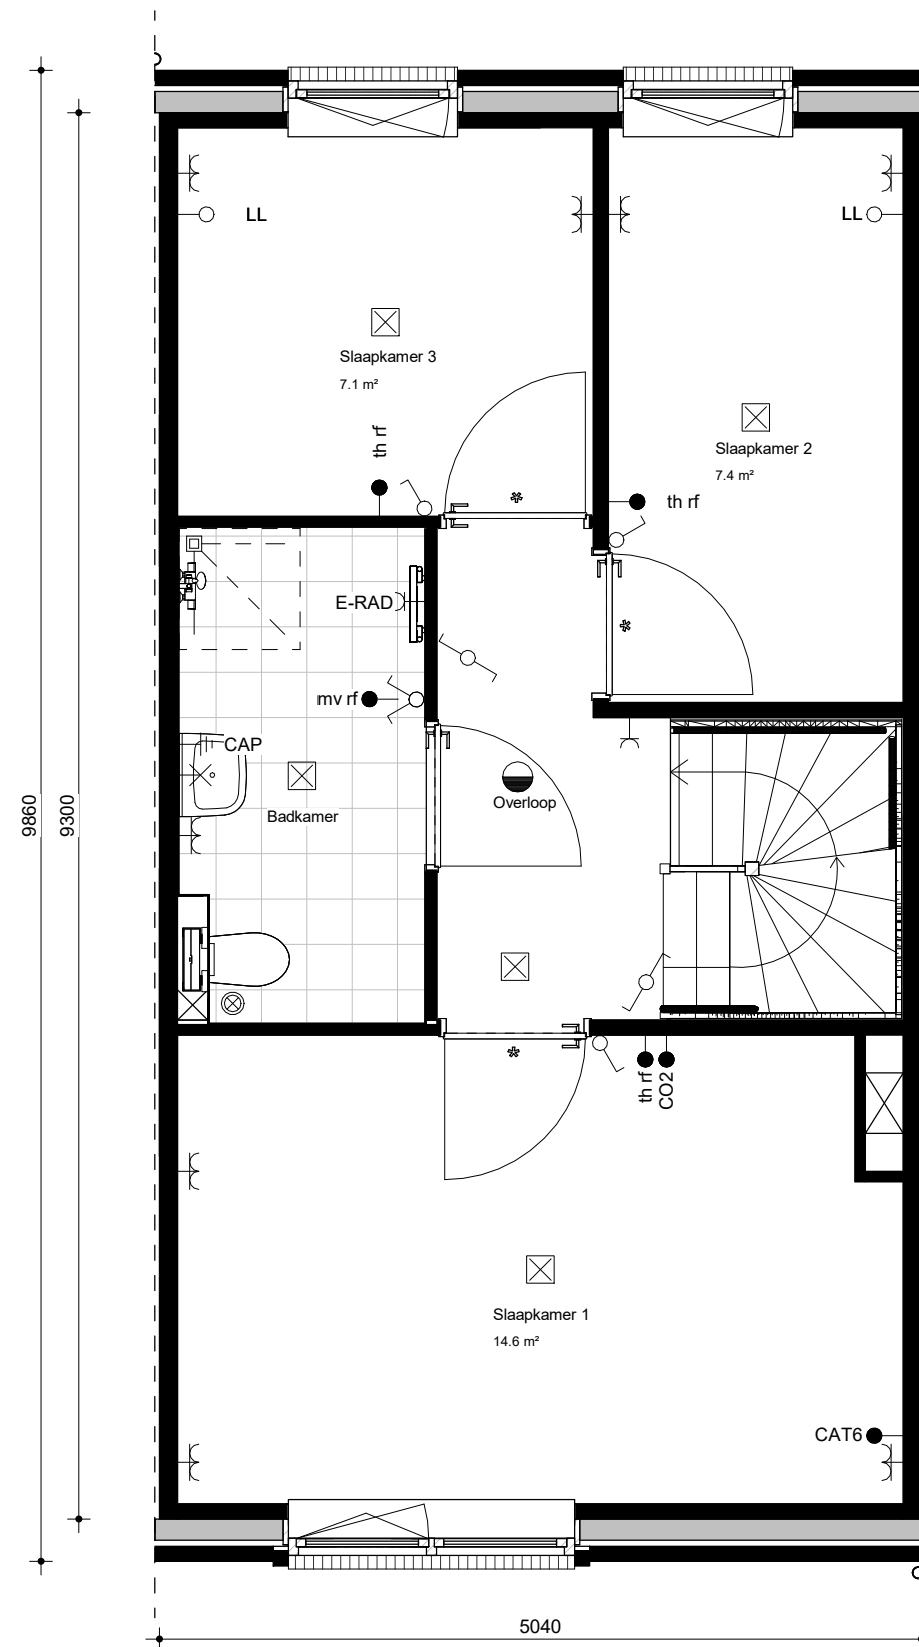 LL
LL
Slaapkamer 3
7.1 m²
Slaapkamer 2
7.4 m²
th rf
th rf
*
E-RAD
*
mv rf
CAP
Badkamer
Overloop
9860
9300
*
th rf
CO2
Slaapkamer 1
14.6 m²
CAT6
5040